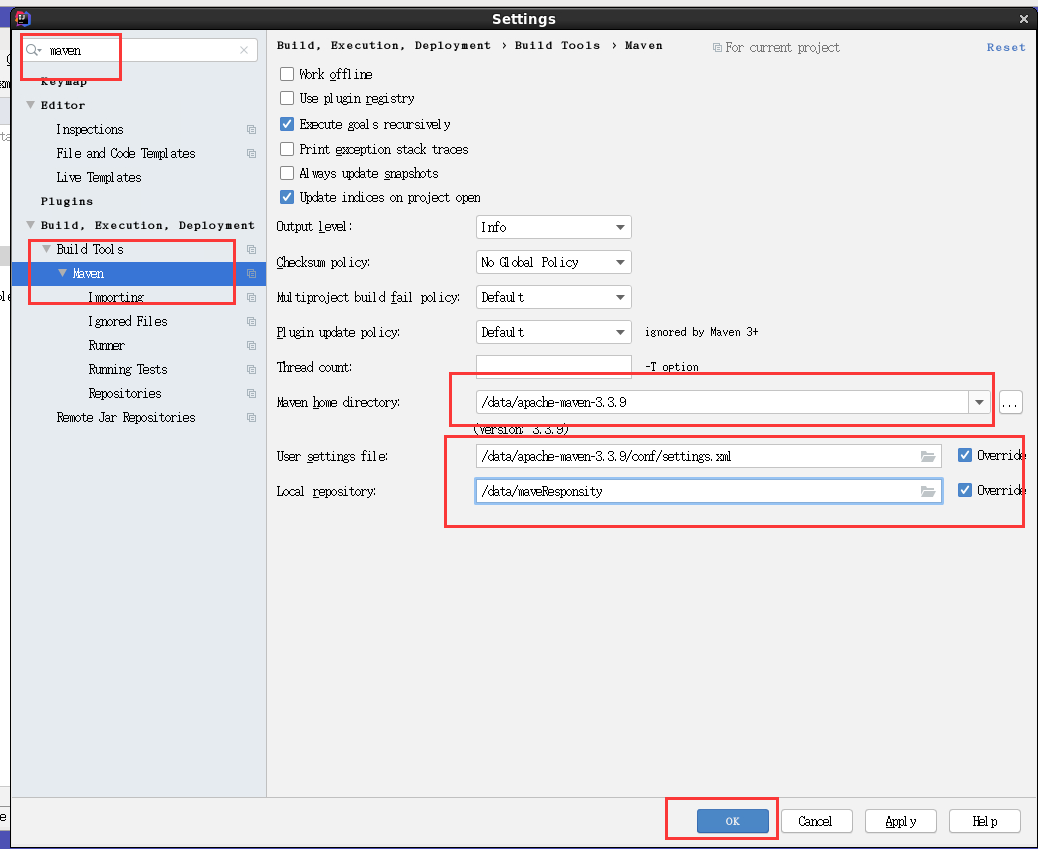 Settings
maven
Keymap
Editor
Inspections
File and Code Templates
Live Templates
Plugins
Build, Execution, Deployment
Build Tools
Maven
Importing
Ignored Files
Runner
Running Tests
Repositories
Remote Jar Repositories
Build, Execution, Deployment › Build Tools › Maven For current project Reset
Work offline
Use plugin registry
Execute goals recursively
Print exception stack traces
Always update snapshots
Update indices on project open
Output level: Info
Checksum policy: No Global Policy
Multiproject build fail policy: Default
Plugin update policy: Default ignored by Maven 3+
Thread count: -T option
Maven home directory: /data/apache-maven-3.3.9 ...
(Version: 3.3.9)
User settings file: /data/apache-maven-3.3.9/conf/settings.xml Override
Local repository: /data/maveResponsity Override
OK Cancel Apply Help